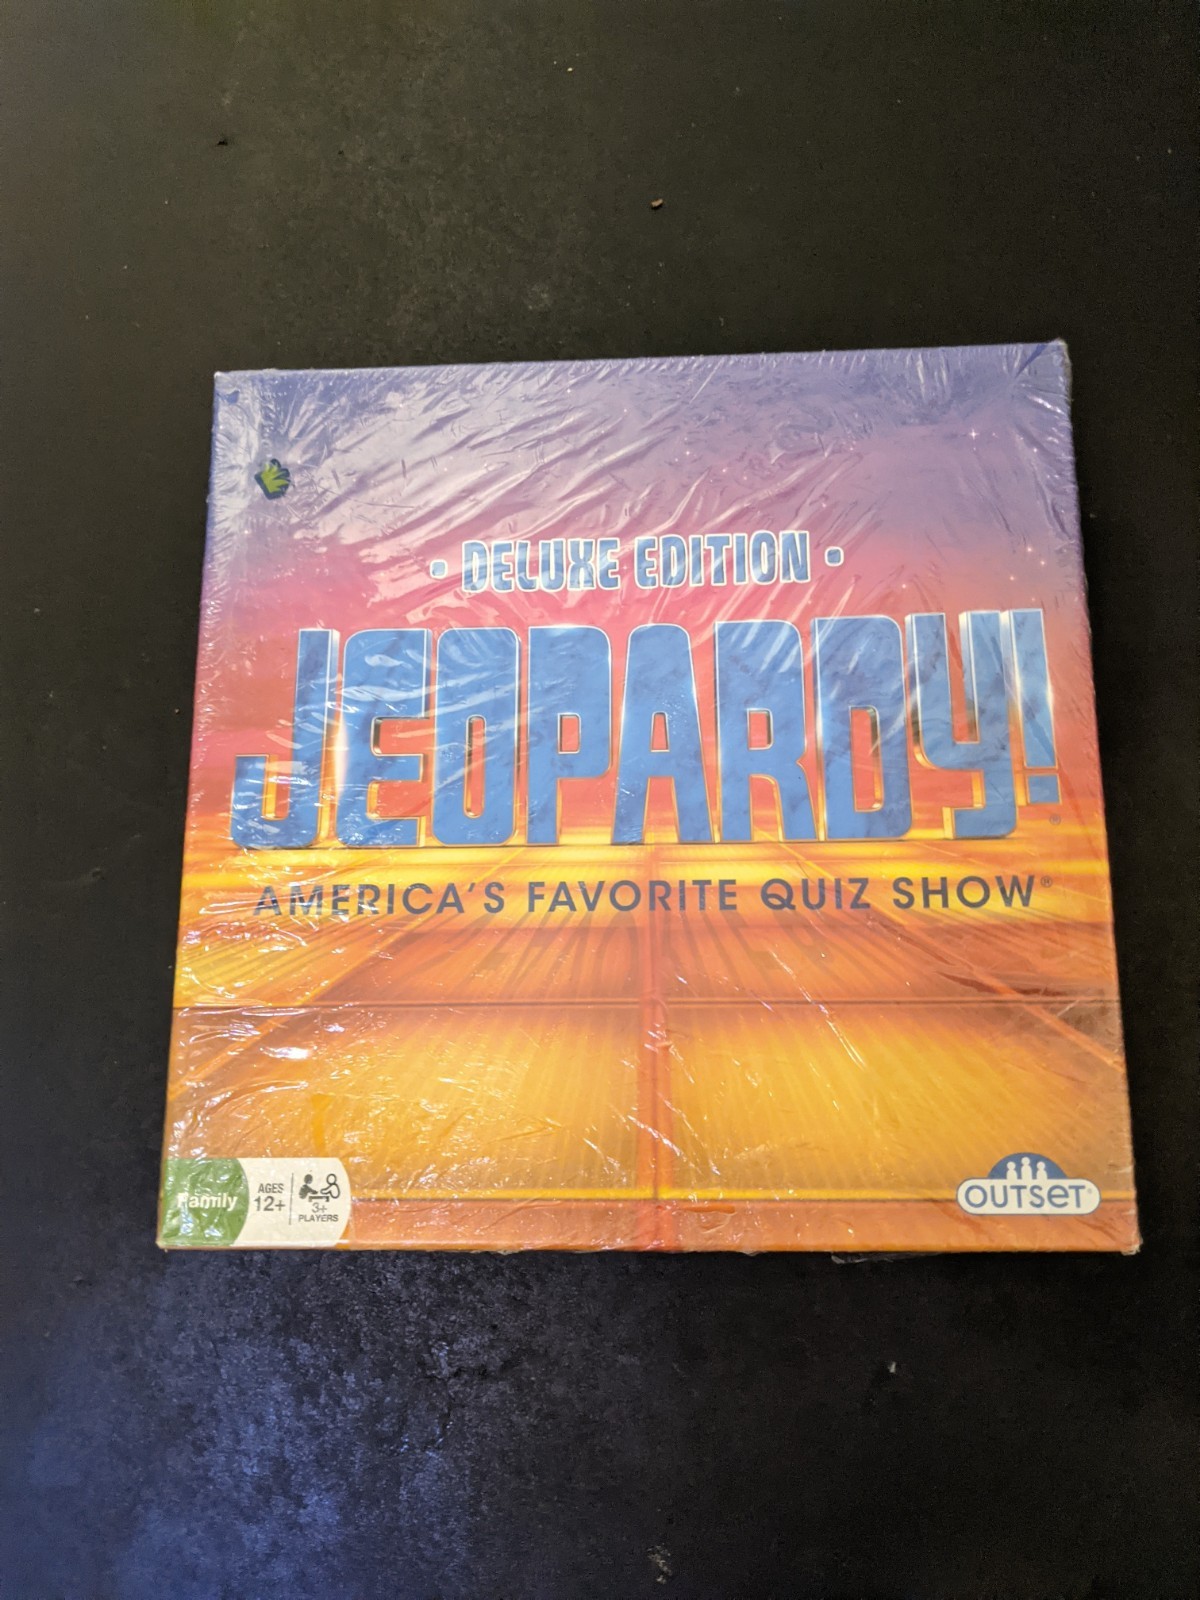 • DELUXE EDITION •
JEOPARDY!®
AMERICA'S FAVORITE QUIZ SHOW®
Family
AGES
12+
3+
PLAYERS
OUTSET®